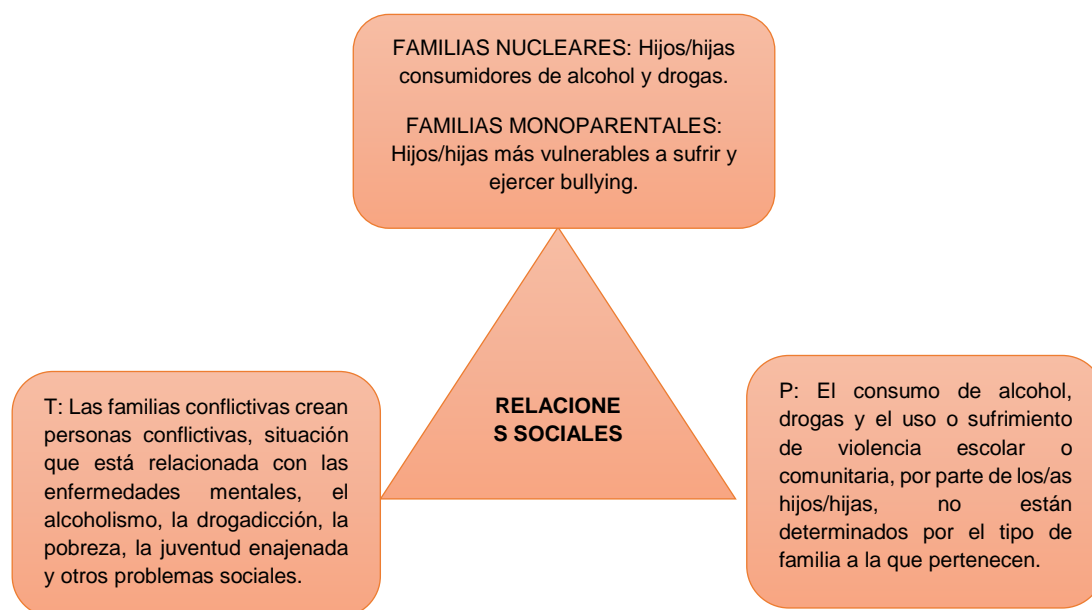 FAMILIAS NUCLEARES: Hijos/hijas
consumidores de alcohol y drogas.
FAMILIAS MONOPARENTALES:
Hijos/hijas más vulnerables a sufrir y
ejercer bullying.
RELACIONE
S SOCIALES
T: Las familias conflictivas crean
personas conflictivas, situación
que está relacionada con las
enfermedades mentales, el
alcoholismo, la drogadicción, la
pobreza, la juventud enajenada
y otros problemas sociales.
P: El consumo de alcohol,
drogas y el uso o sufrimiento
de violencia escolar o
comunitaria, por parte de los/as
hijos/hijas, no están
determinados por el tipo de
familia a la que pertenecen.